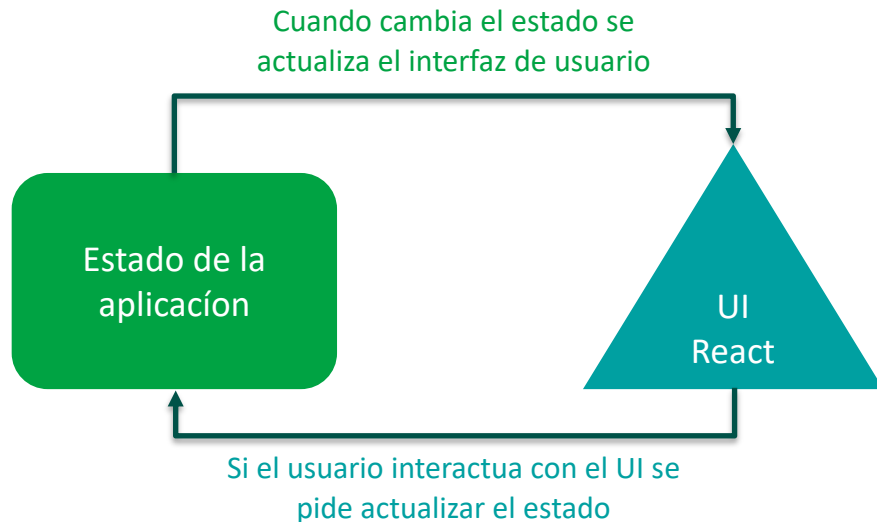 Cuando cambia el estado se
actualiza el interfaz de usuario
Estado de la
aplicacíon
UI
React
Si el usuario interactua con el UI se
pide actualizar el estado